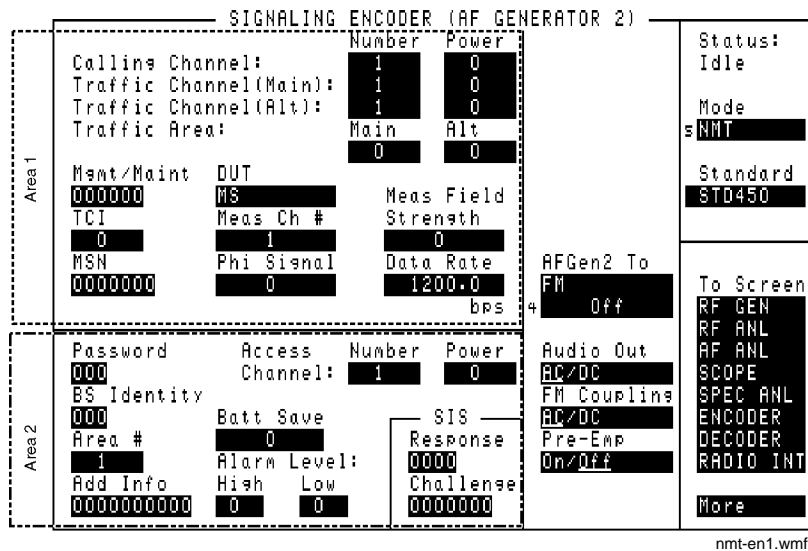 SIGNALING ENCODER (AF GENERATOR 2)
Area 1
Number Power
Calling Channel: 1 0
Traffic Channel(Main): 1 0
Traffic Channel(Alt): 1 0
Traffic Area: Main Alt
0 0
Mgmt/Maint DUT
000000 MS Meas Field
TCI Meas Ch # Strength
0 1 0
MSN Phi Signal Data Rate
0000000 0 1200.0
bps
Area 2
Password Access Number Power
000 Channel: 1 0
BS Identity
000 Batt Save SIS
Area # 0 Response
1 Alarm Level: 0000
Add Info High Low Challenge
0000000000 0 0 0000000
AFGen2 To
FM
4 Off
Audio Out
AC/DC
FM Coupling
AC/DC
Pre-Emp
On/Off
Status:
Idle
Mode
5 NMT
Standard
STD450
To Screen
RF GEN
RF ANL
AF ANL
SCOPE
SPEC ANL
ENCODER
DECODER
RADIO INT
More
nmt-en1.wmf